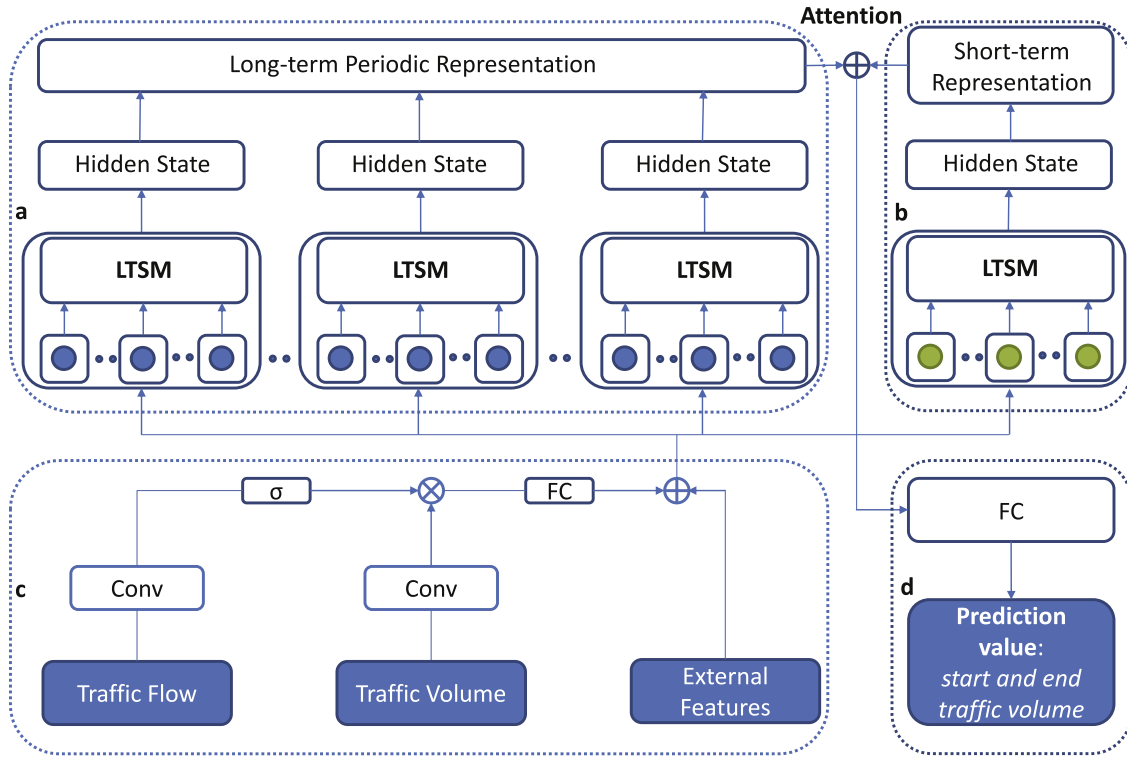 Attention
Long-term Periodic Representation
Short-term
Representation
Hidden State
Hidden State
Hidden State
Hidden State
a
b
LTSM
LTSM
LTSM
LTSM
σ
FC
FC
Conv
Conv
c
d
Traffic Flow
Traffic Volume
External
Features
Prediction
value:
start and end
traffic volume